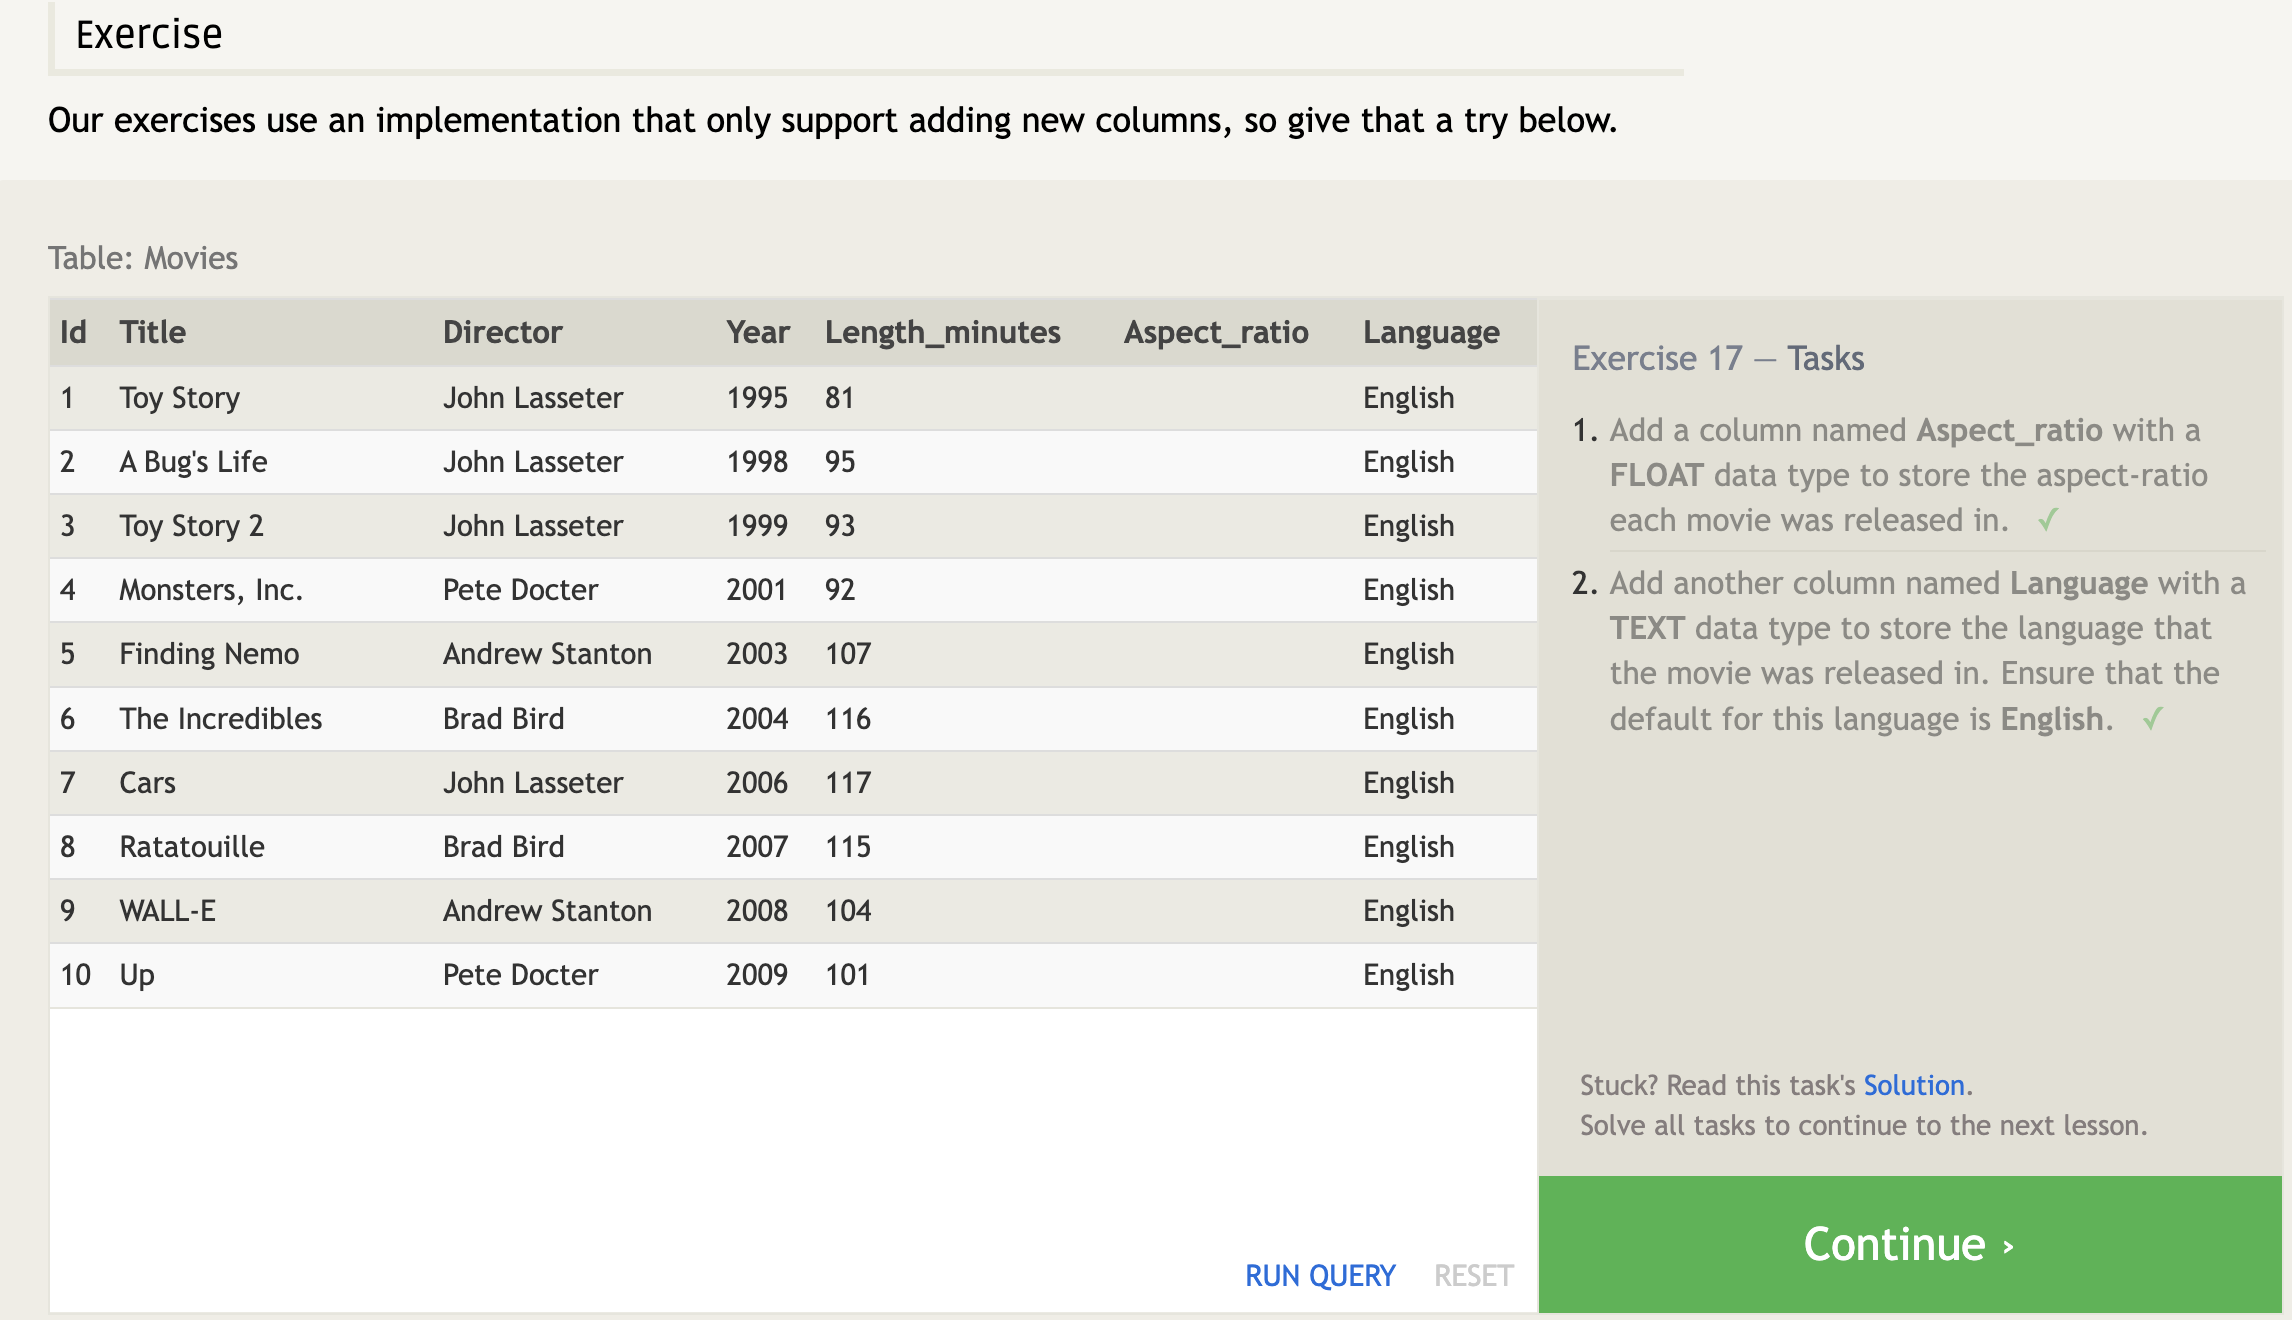 Exercise
Our exercises use an implementation that only support adding new columns, so give that a try below.
Table: Movies
Id Title Director Year Length_minutes Aspect_ratio Language
1 Toy Story John Lasseter 1995 81 English
2 A Bug's Life John Lasseter 1998 95 English
3 Toy Story 2 John Lasseter 1999 93 English
4 Monsters, Inc. Pete Docter 2001 92 English
5 Finding Nemo Andrew Stanton 2003 107 English
6 The Incredibles Brad Bird 2004 116 English
7 Cars John Lasseter 2006 117 English
8 Ratatouille Brad Bird 2007 115 English
9 WALL-E Andrew Stanton 2008 104 English
10 Up Pete Docter 2009 101 English
RUN QUERY RESET
Exercise 17 — Tasks
1. Add a column named Aspect_ratio with a
FLOAT data type to store the aspect-ratio
each movie was released in. ✓
2. Add another column named Language with a
TEXT data type to store the language that
the movie was released in. Ensure that the
default for this language is English. ✓
Stuck? Read this task's Solution.
Solve all tasks to continue to the next lesson.
Continue ›